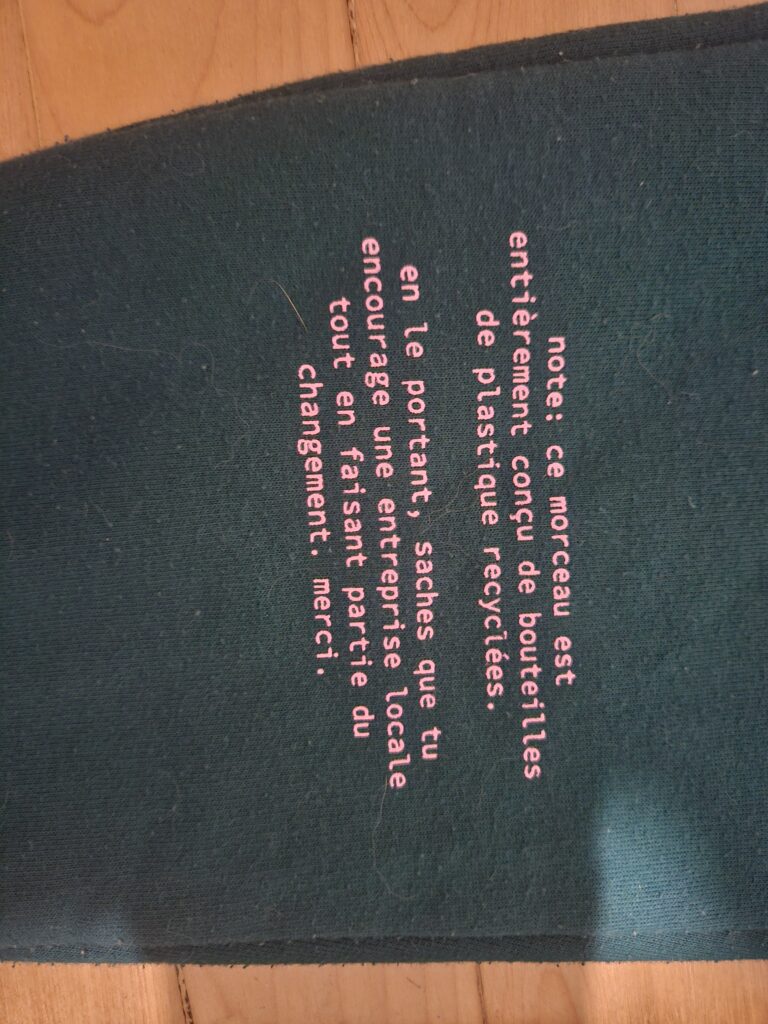 note: ce morceau est
entièrement conçu de bouteilles
de plastique recyclées.
en le portant, saches que tu
encourage une entreprise locale
tout en faisant partie du
changement. merci.